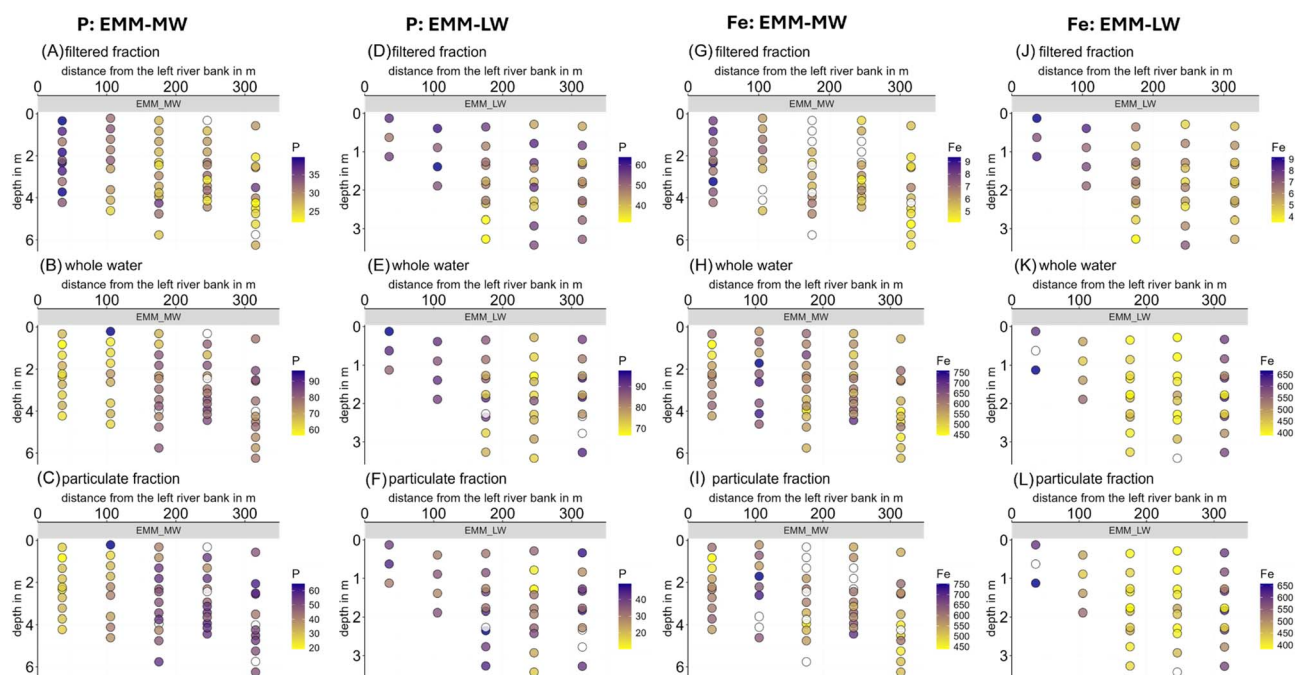 P: EMM-MW
(A) filtered fraction
distance from the left river bank in m
0 100 200 300
EMM_MW
depth in m
0
2
4
6
P
35
30
25
(B) whole water
distance from the left river bank in m
0 100 200 300
EMM_MW
depth in m
0
2
4
6
P
90
80
70
60
(C) particulate fraction
distance from the left river bank in m
0 100 200 300
EMM_MW
depth in m
0
2
4
6
P
60
50
40
30
20
P: EMM-LW
(D) filtered fraction
distance from the left river bank in m
0 100 200 300
EMM_LW
depth in m
0
1
2
3
P
60
50
40
(E) whole water
distance from the left river bank in m
0 100 200 300
EMM_LW
depth in m
0
1
2
3
P
90
80
70
(F) particulate fraction
distance from the left river bank in m
0 100 200 300
EMM_LW
depth in m
0
1
2
3
P
40
30
20
Fe: EMM-MW
(G) filtered fraction
distance from the left river bank in m
0 100 200 300
EMM_MW
depth in m
0
2
4
6
Fe
9
8
7
6
5
(H) whole water
distance from the left river bank in m
0 100 200 300
EMM_MW
depth in m
0
2
4
6
Fe
750
700
650
600
550
500
450
(I) particulate fraction
distance from the left river bank in m
0 100 200 300
EMM_MW
depth in m
0
2
4
6
Fe
750
700
650
600
550
500
450
Fe: EMM-LW
(J) filtered fraction
distance from the left river bank in m
0 100 200 300
EMM_LW
depth in m
0
1
2
3
Fe
9
8
7
6
5
4
(K) whole water
distance from the left river bank in m
0 100 200 300
EMM_LW
depth in m
0
1
2
3
Fe
650
600
550
500
450
400
(L) particulate fraction
distance from the left river bank in m
0 100 200 300
EMM_LW
depth in m
0
1
2
3
Fe
650
600
550
500
450
400